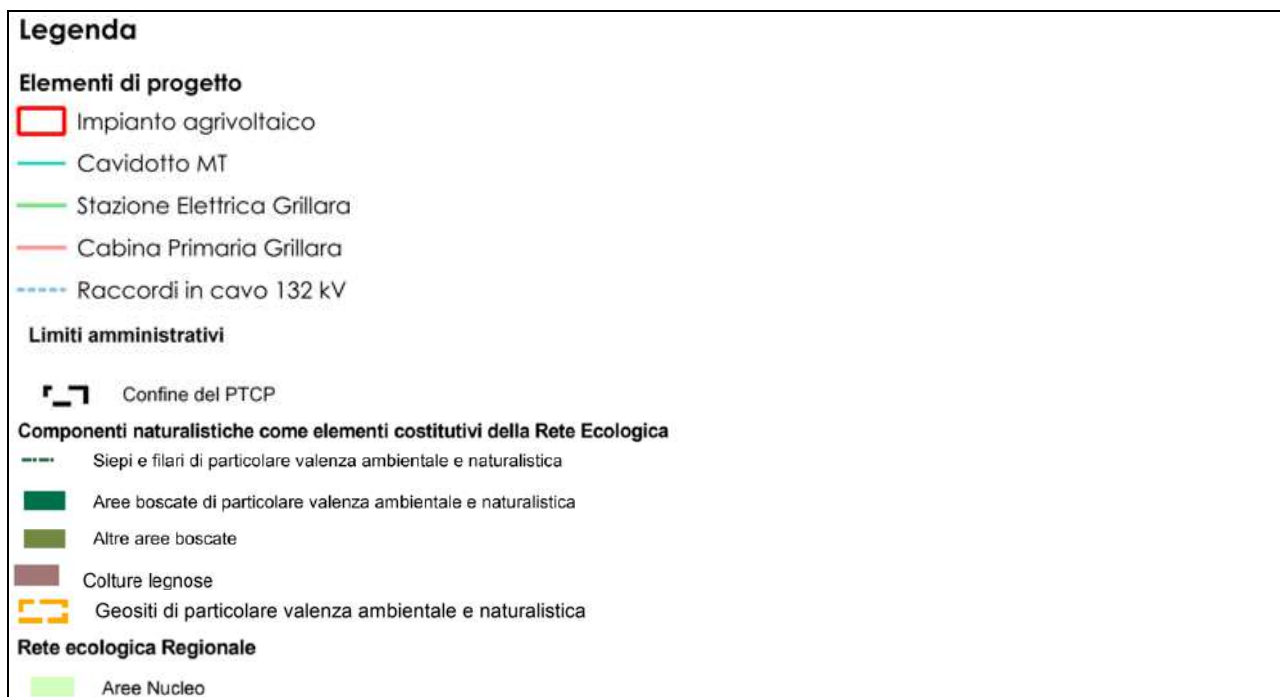 Legenda
Elementi di progetto
Impianto agrivoltaico
Cavidotto MT
Stazione Elettrica Grillara
Cabina Primaria Grillara
Raccordi in cavo 132 kV
Limiti amministrativi
Confine del PTCP
Componenti naturalistiche come elementi costitutivi della Rete Ecologica
Siepi e filari di particolare valenza ambientale e naturalistica
Aree boscate di particolare valenza ambientale e naturalistica
Altre aree boscate
Colture legnose
Geositi di particolare valenza ambientale e naturalistica
Rete ecologica Regionale
Aree Nucleo